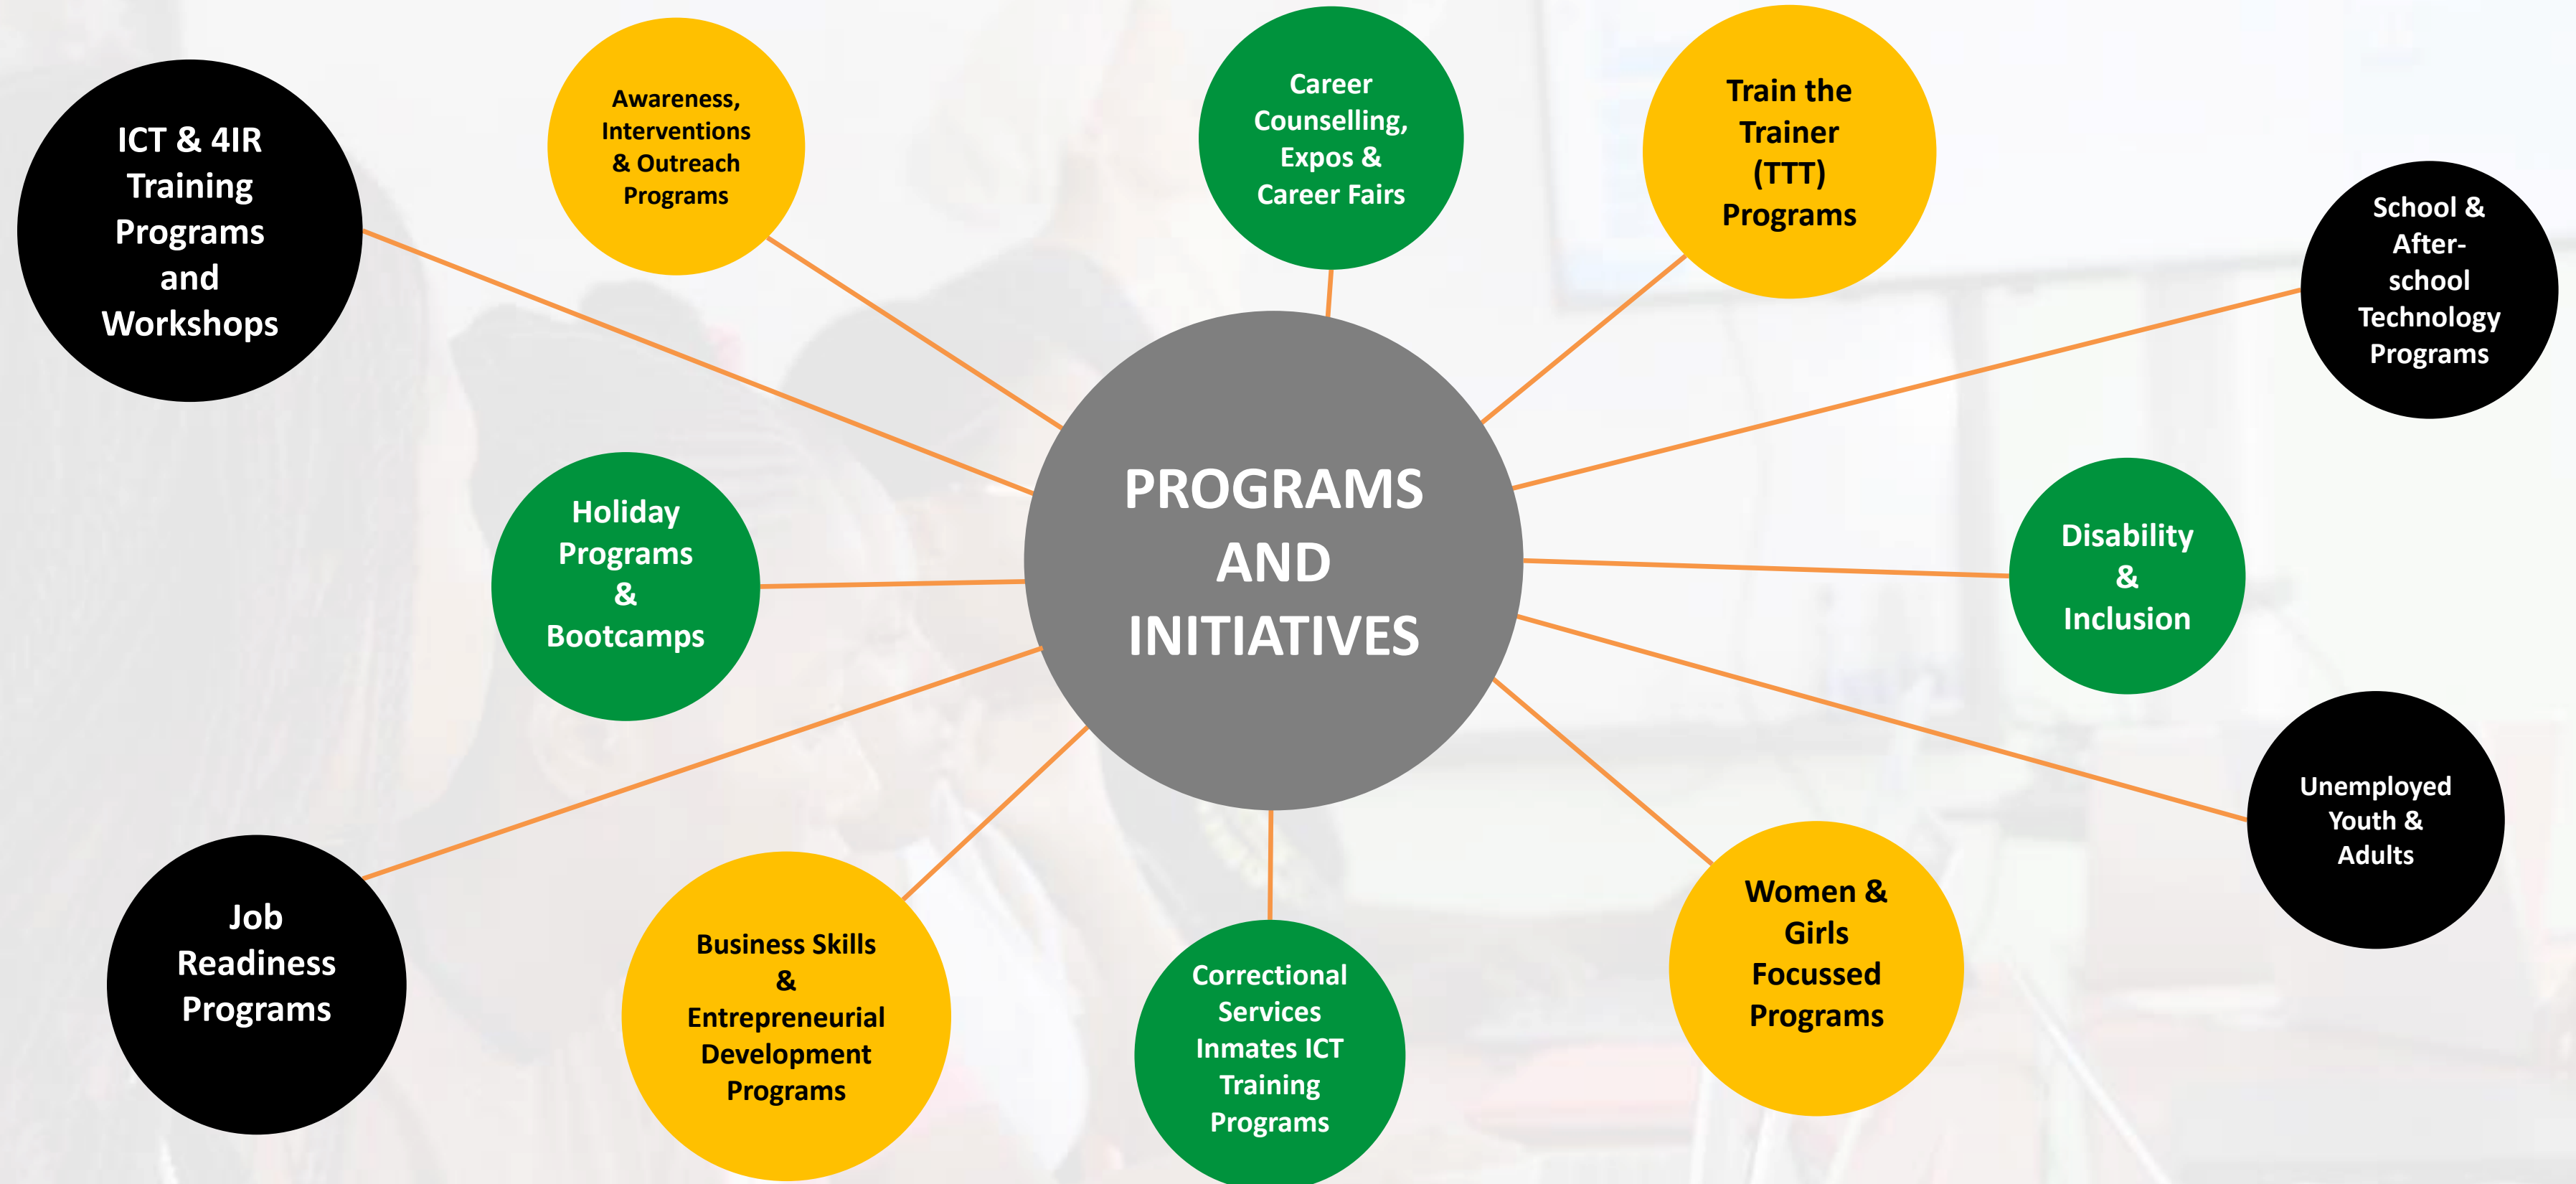 ICT & 4IR
Training
Programs
and
Workshops
Awareness,
Interventions
& Outreach
Programs
Career
Counselling,
Expos &
Career Fairs
Train the
Trainer
(TTT)
Programs
School &
After-
school
Technology
Programs
Holiday
Programs
&
Bootcamps
PROGRAMS
AND
INITIATIVES
Disability
&
Inclusion
Job
Readiness
Programs
Business Skills
&
Entrepreneurial
Development
Programs
Correctional
Services
Inmates ICT
Training
Programs
Women &
Girls
Focussed
Programs
Unemployed
Youth &
Adults